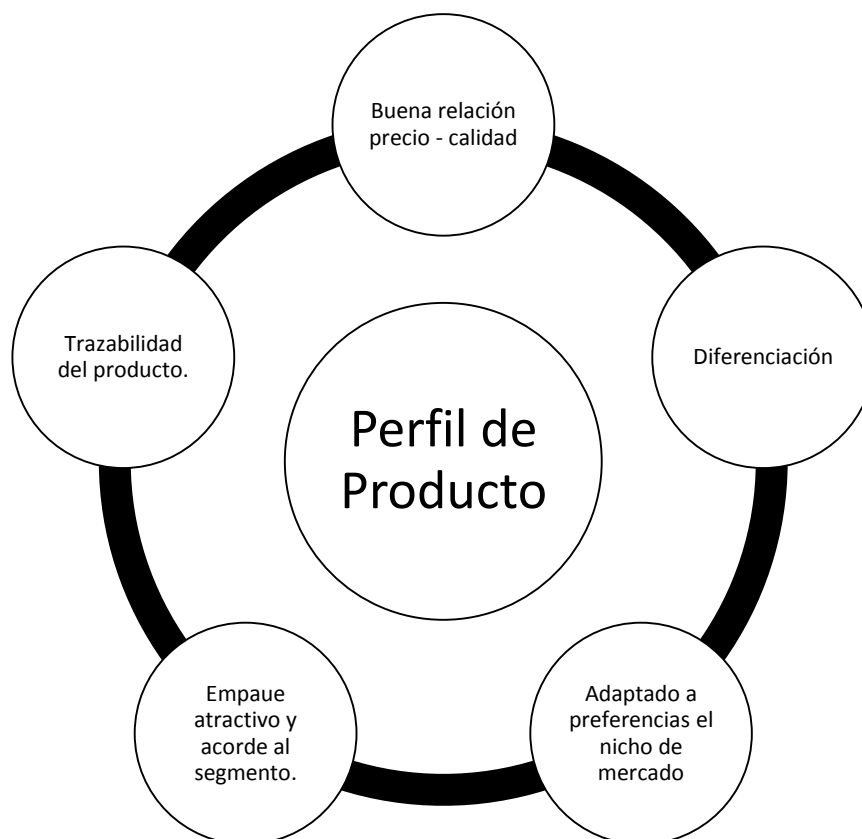 Buena relación
precio - calidad
Diferenciación
Adaptado a
preferencias el
nicho de
mercado
Empaue
atractivo y
acorde al
segmento.
Trazabilidad
del producto.
Perfil de
Producto